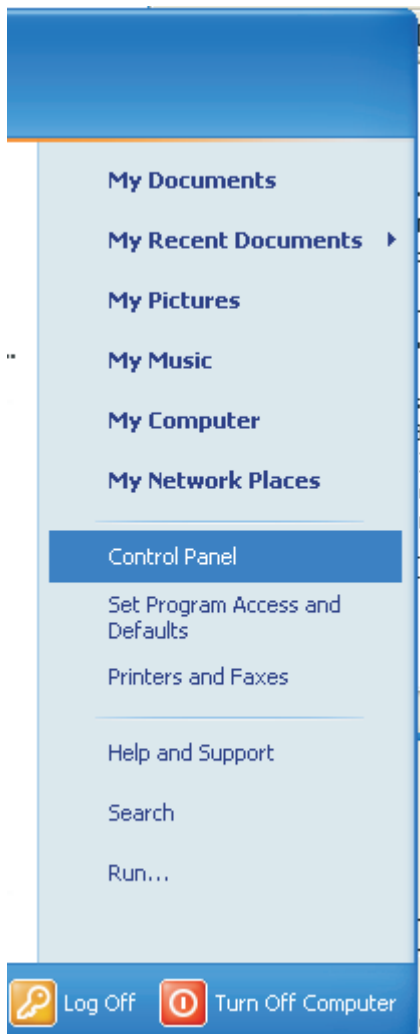 My Documents
My Recent Documents
My Pictures
My Music
My Computer
My Network Places
Control Panel
Set Program Access and
Defaults
Printers and Faxes
Help and Support
Search
Run...
Log Off Turn Off Computer